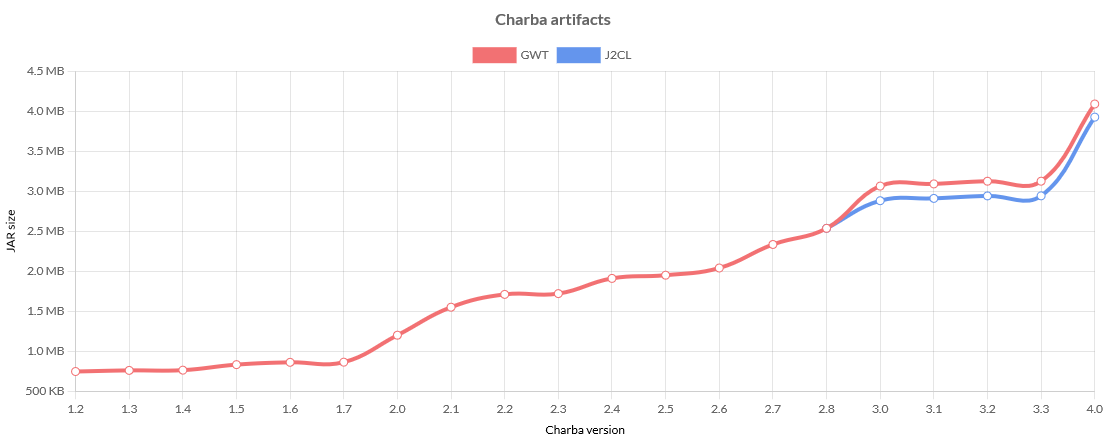 Charba artifacts
GWT J2CL
4.5 MB
4.0 MB
3.5 MB
3.0 MB
2.5 MB
2.0 MB
1.5 MB
1.0 MB
500 KB
JAR size
1.2 1.3 1.4 1.5 1.6 1.7 2.0 2.1 2.2 2.3 2.4 2.5 2.6 2.7 2.8 3.0 3.1 3.2 3.3 4.0
Charba version